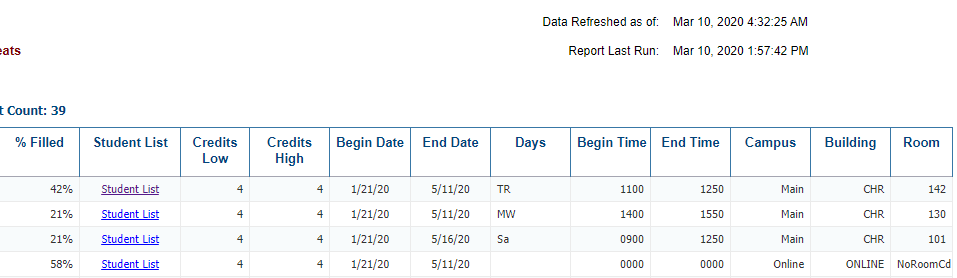 Data Refreshed as of: Mar 10, 2020 4:32:25 AM
eats
Report Last Run: Mar 10, 2020 1:57:42 PM
t Count: 39
% Filled Student List Credits Low Credits High Begin Date End Date Days Begin Time End Time Campus Building Room
42% Student List 4 4 1/21/20 5/11/20 TR 1100 1250 Main CHR 142
21% Student List 4 4 1/21/20 5/11/20 MW 1400 1550 Main CHR 130
21% Student List 4 4 1/21/20 5/16/20 Sa 0900 1250 Main CHR 101
58% Student List 4 4 1/21/20 5/11/20 0000 0000 Online ONLINE NoRoomCd